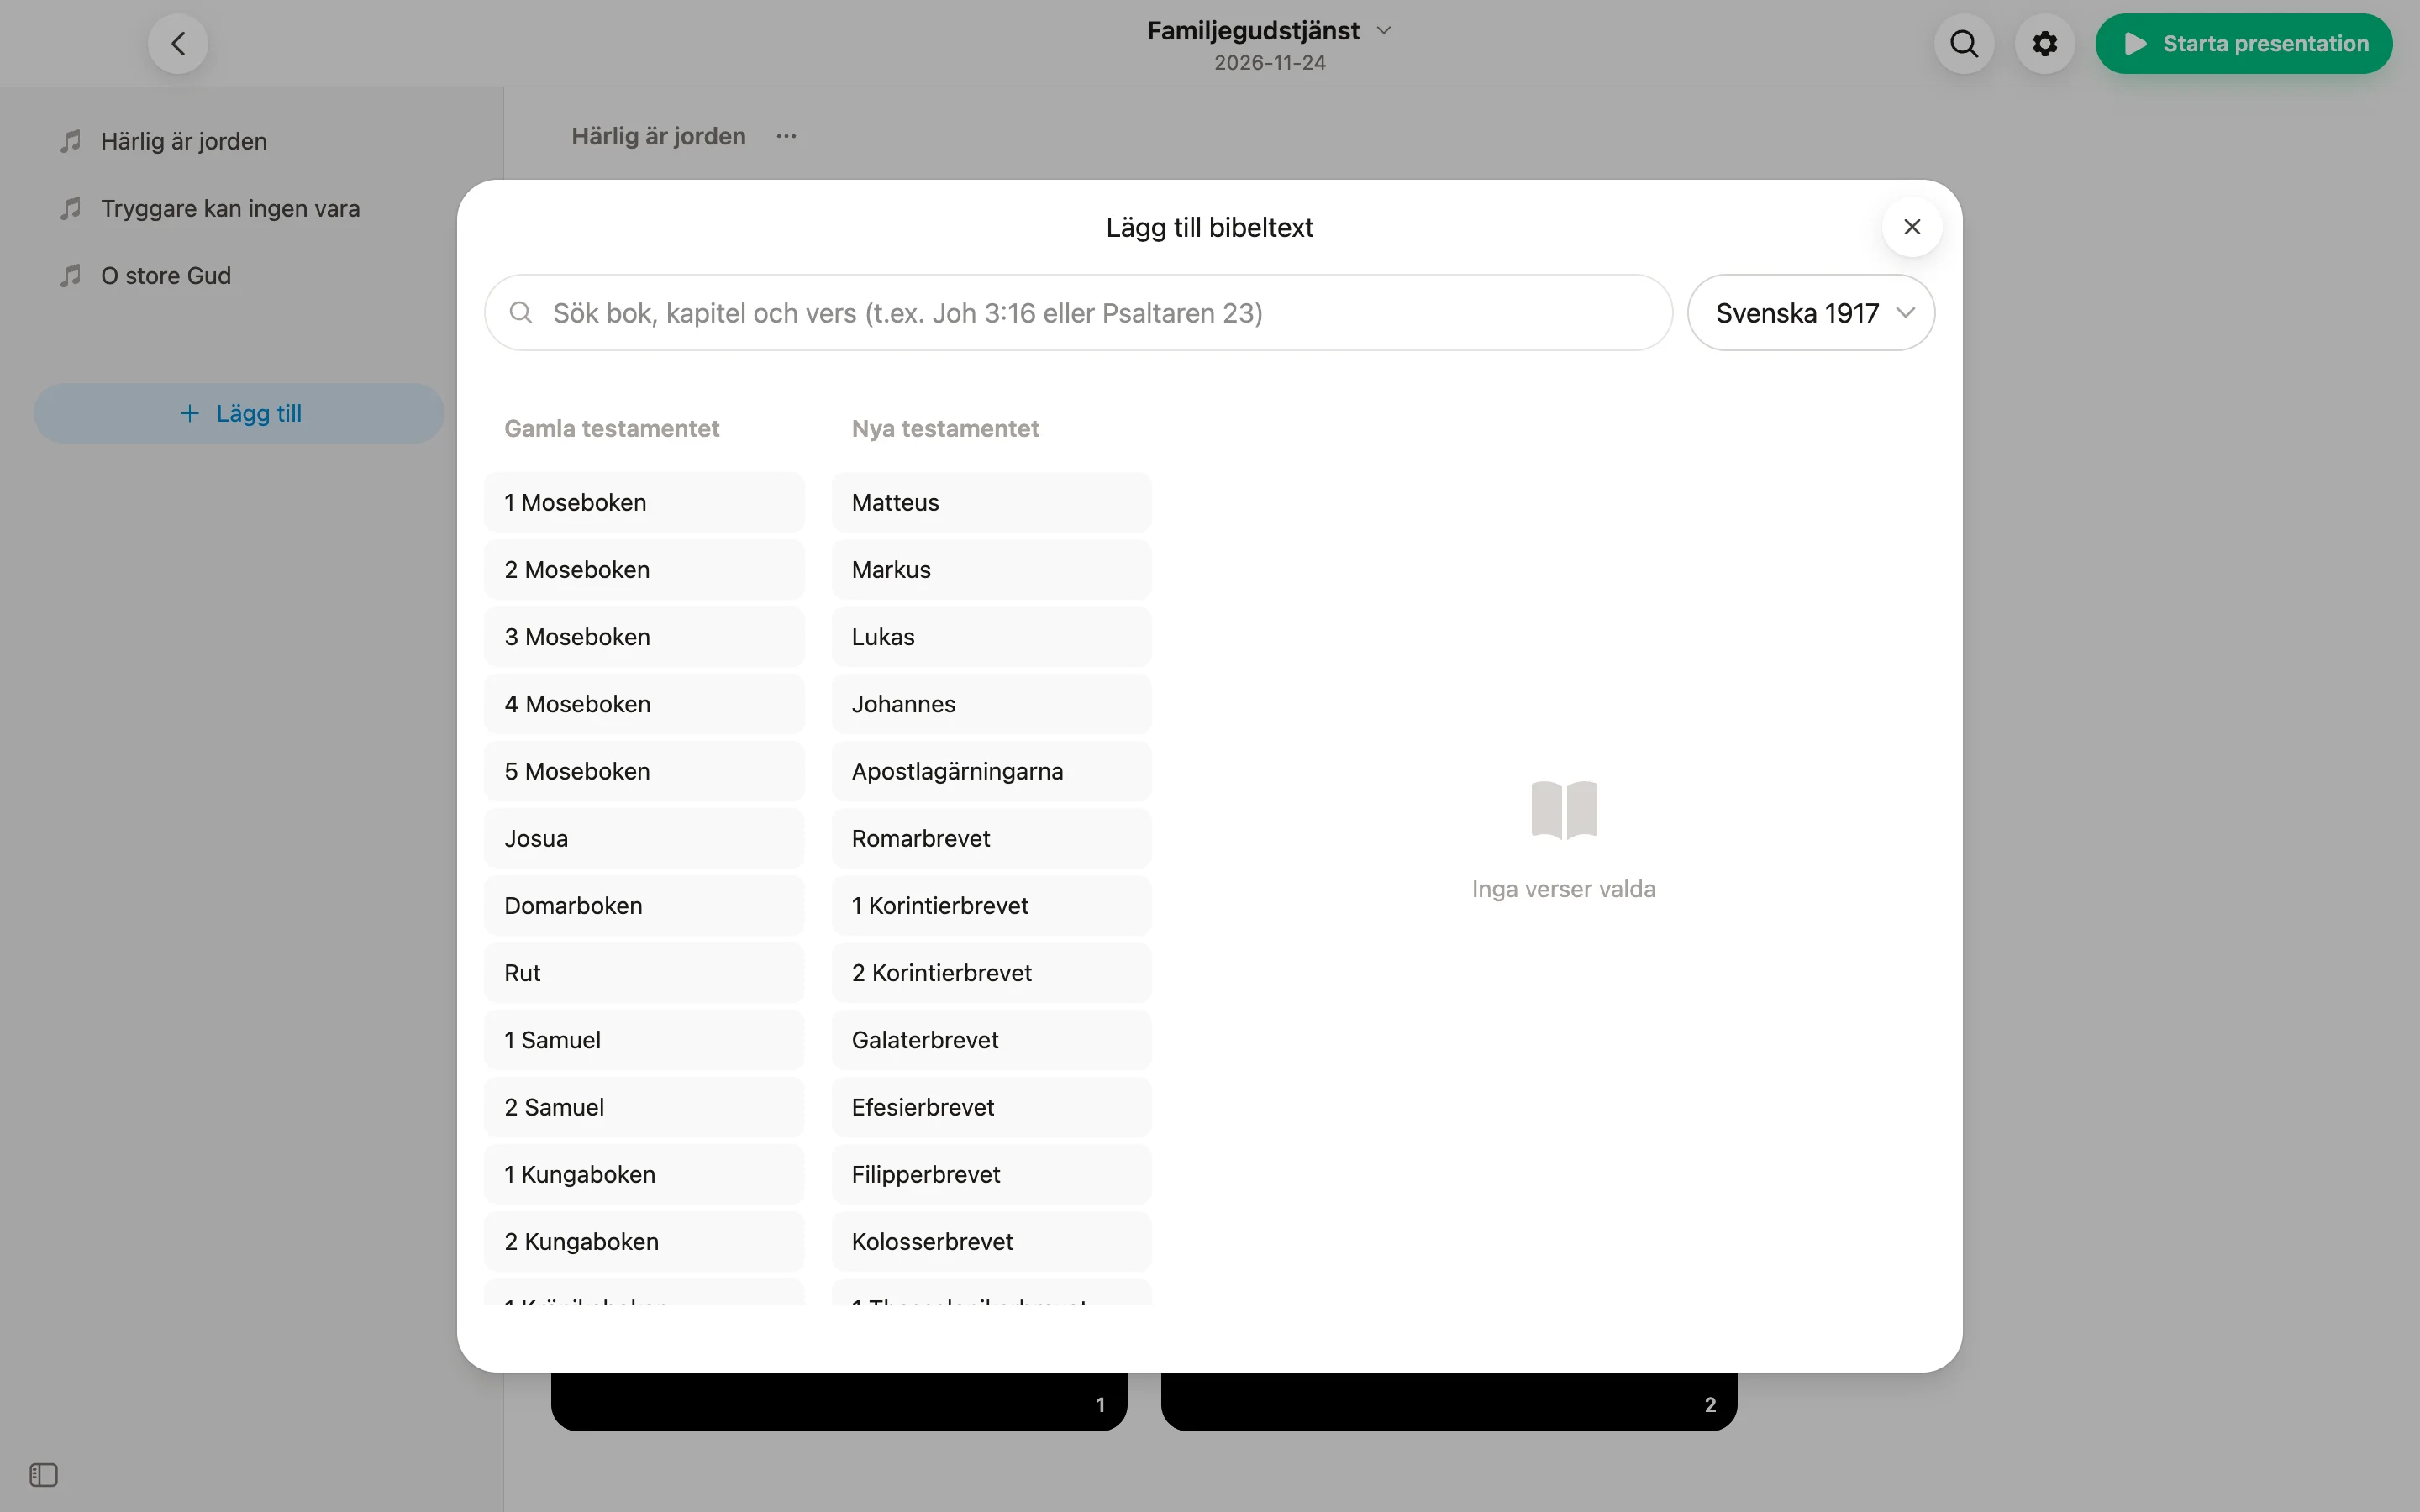 Familjegudstjänst
2026-11-24
Starta presentation
Härlig är jorden
Tryggare kan ingen vara
O store Gud
Lägg till
Härlig är jorden
Lägg till bibeltext
Sök bok, kapitel och vers (t.ex. Joh 3:16 eller Psaltaren 23)
Svenska 1917
Gamla testamentet
1 Moseboken
2 Moseboken
3 Moseboken
4 Moseboken
5 Moseboken
Josua
Domarboken
Rut
1 Samuel
2 Samuel
1 Kungaboken
2 Kungaboken
Nya testamentet
Matteus
Markus
Lukas
Johannes
Apostlagärningarna
Romarbrevet
1 Korintierbrevet
2 Korintierbrevet
Galaterbrevet
Efesierbrevet
Filipperbrevet
Kolosserbrevet
Inga verser valda
1
2